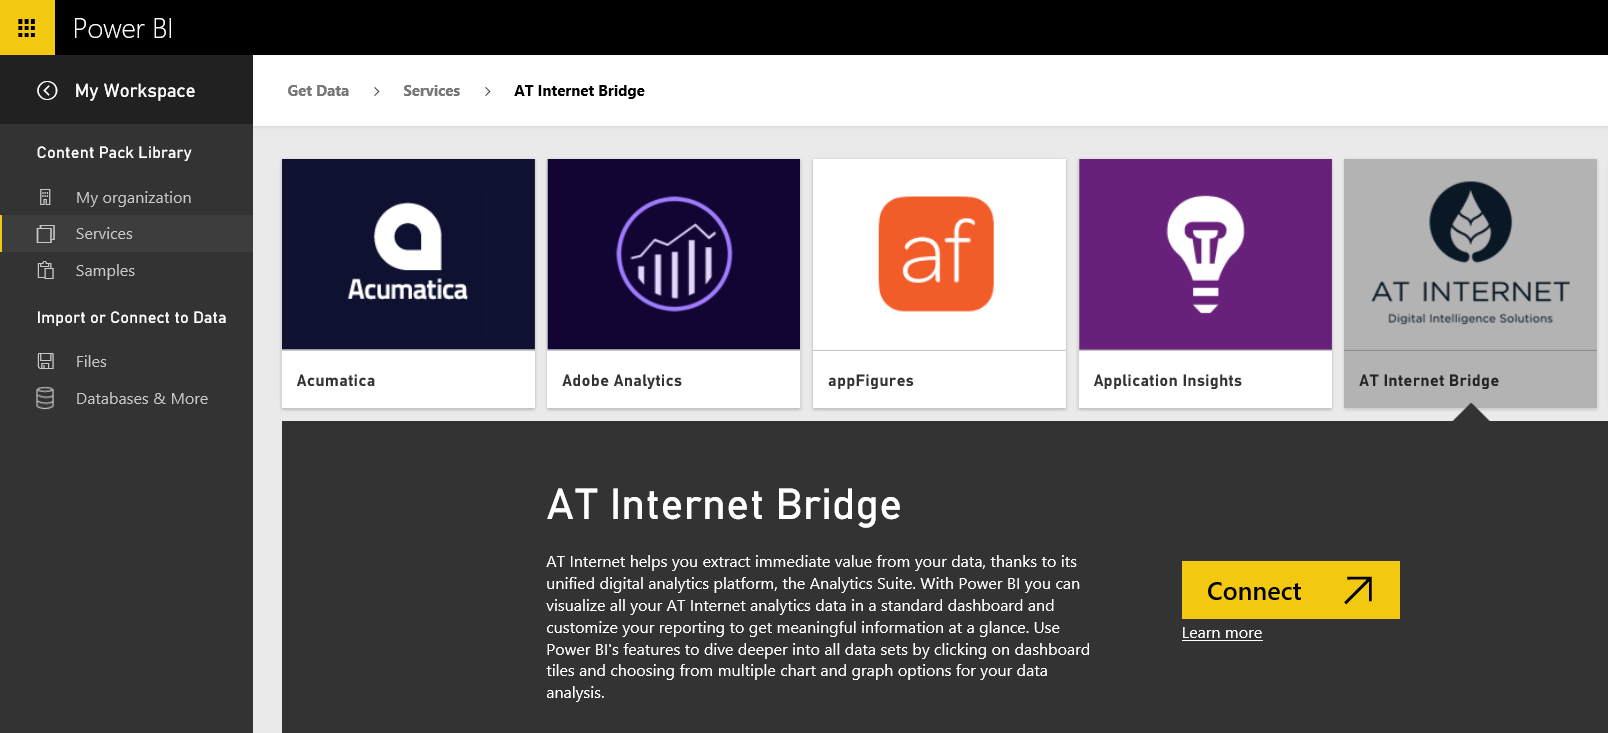 Power BI
My Workspace
Get Data > Services > AT Internet Bridge
Content Pack Library
My organization
Services
Samples
Import or Connect to Data
Files
Databases & More
Acumatica
af
AT INTERNET
Digital Intelligence Solutions
Acumatica
Adobe Analytics
appFigures
Application Insights
AT Internet Bridge
AT Internet Bridge
AT Internet helps you extract immediate value from your data, thanks to its
unified digital analytics platform, the Analytics Suite. With Power BI you can
visualize all your AT Internet analytics data in a standard dashboard and
customize your reporting to get meaningful information at a glance. Use
Power BI's features to dive deeper into all data sets by clicking on dashboard
tiles and choosing from multiple chart and graph options for your data
analysis.
Connect
Learn more